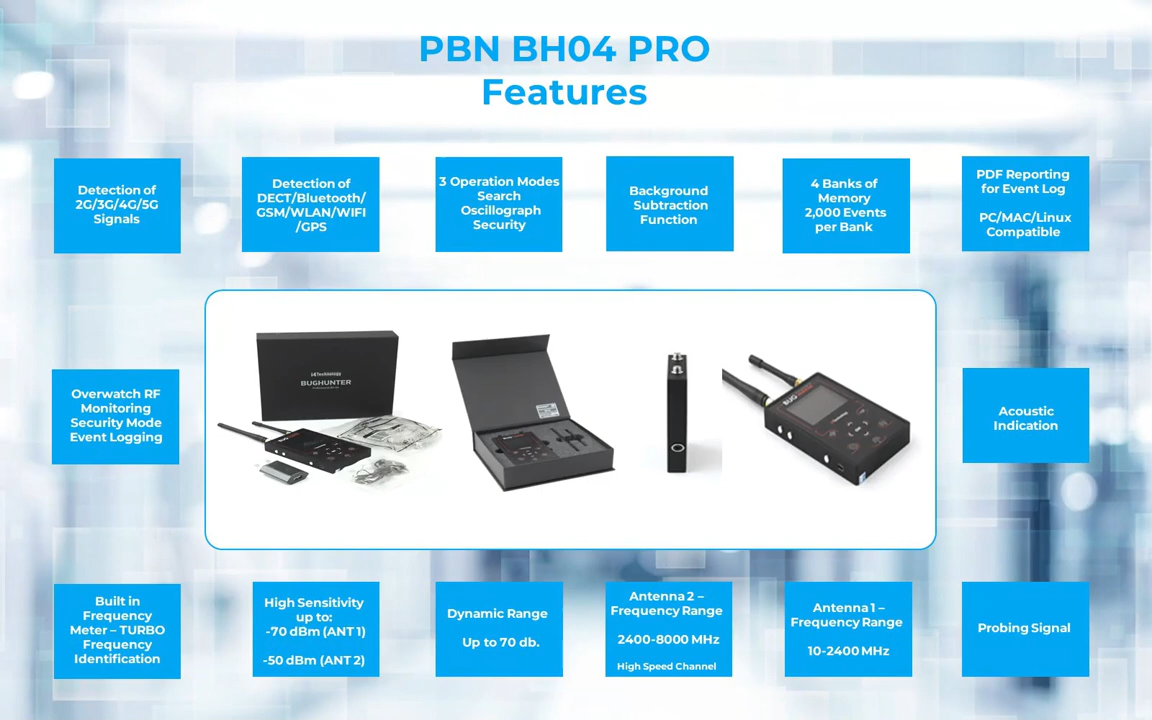 PBN BH04 PRO
Features
Detection of
2G/3G/4G/5G
Signals
Detection of
DECT/Bluetooth/
GSM/WLAN/WIFI
/GPS
3 Operation Modes
Search
Oscillograph
Security
Background
Subtraction
Function
4 Banks of
Memory
2,000 Events
per Bank
PDF Reporting
for Event Log
PC/MAC/Linux
Compatible
Overwatch RF
Monitoring
Security Mode
Event Logging
i4Technology
BUGHUNTER
Acoustic
Indication
Built in
Frequency
Meter – TURBO
Frequency
Identification
High Sensitivity
up to:
-70 dBm (ANT 1)
-50 dBm (ANT 2)
Dynamic Range
Up to 70 db.
Antenna 2 –
Frequency Range
2400-8000 MHz
High Speed Channel
Antenna 1 –
Frequency Range
10-2400 MHz
Probing Signal